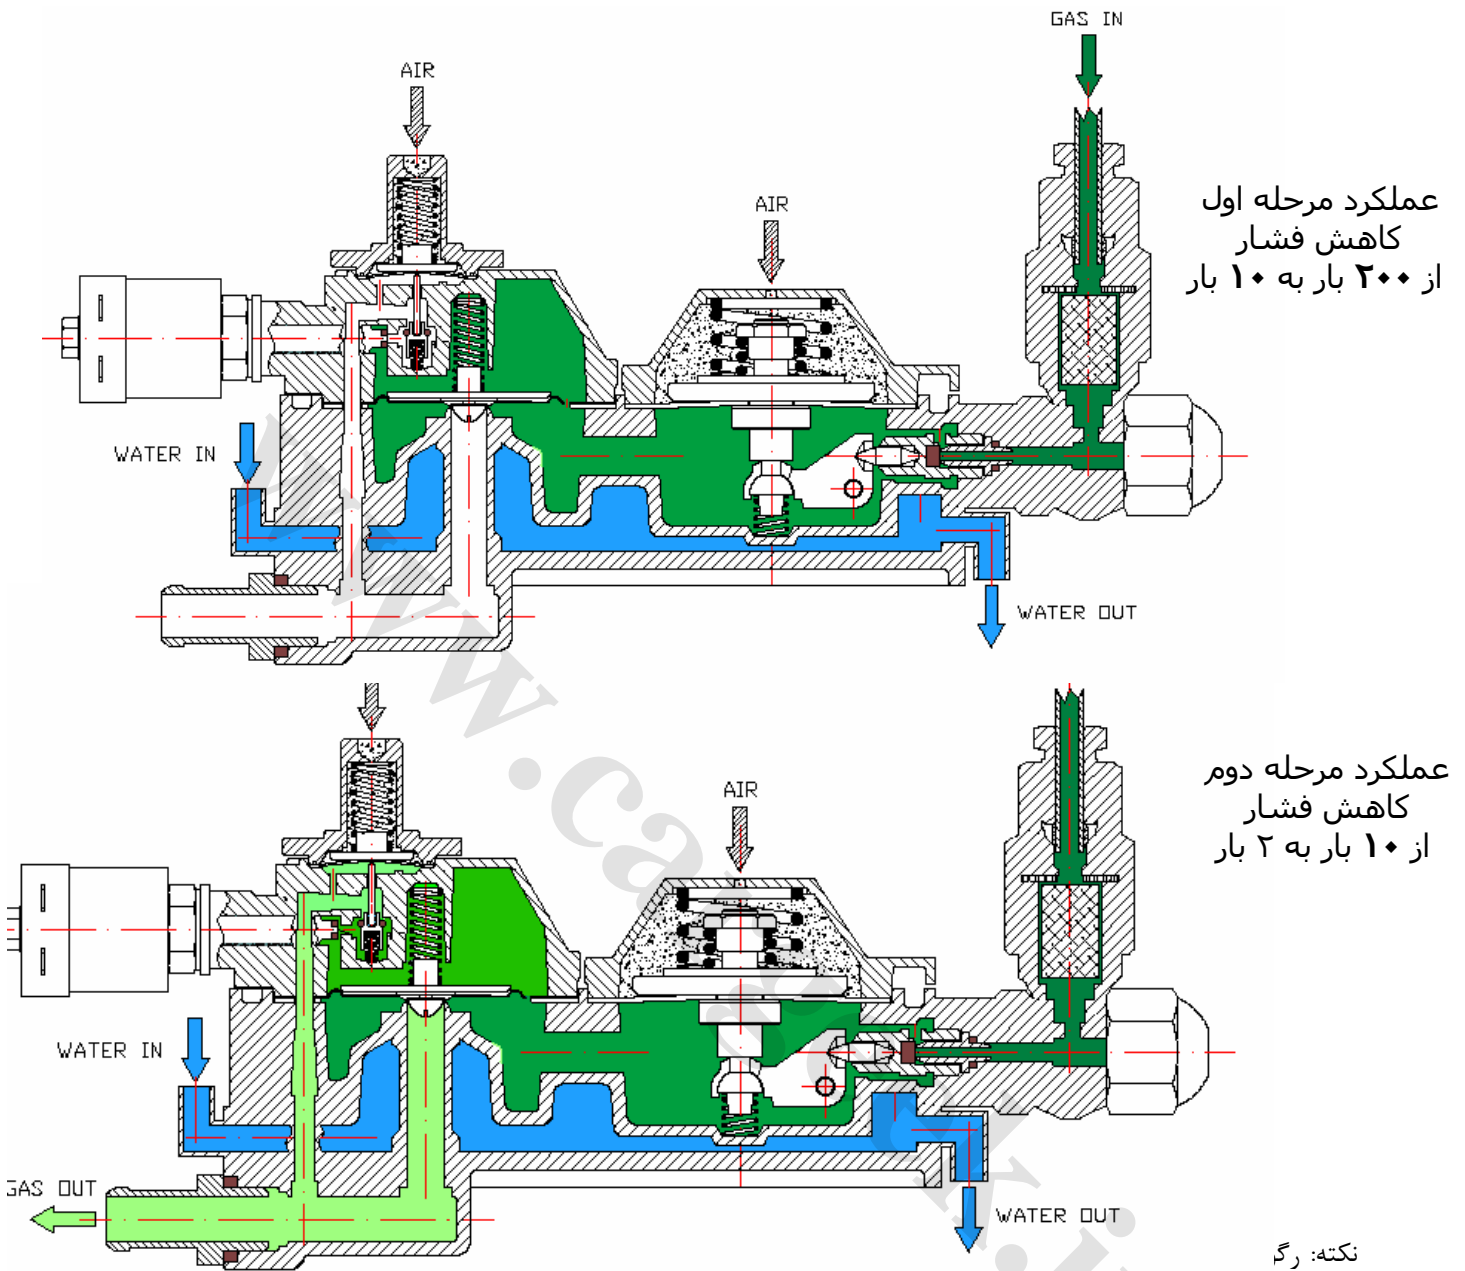 GAS IN
AIR
AIR
عملکرد مرحله اول
کاهش فشار
از ۲۰۰ بار به ۱۰ بار
WATER IN
WATER OUT
عملکرد مرحله دوم
کاهش فشار
از ۱۰ بار به ۲ بار
AIR
WATER IN
GAS OUT
WATER OUT
نکته: